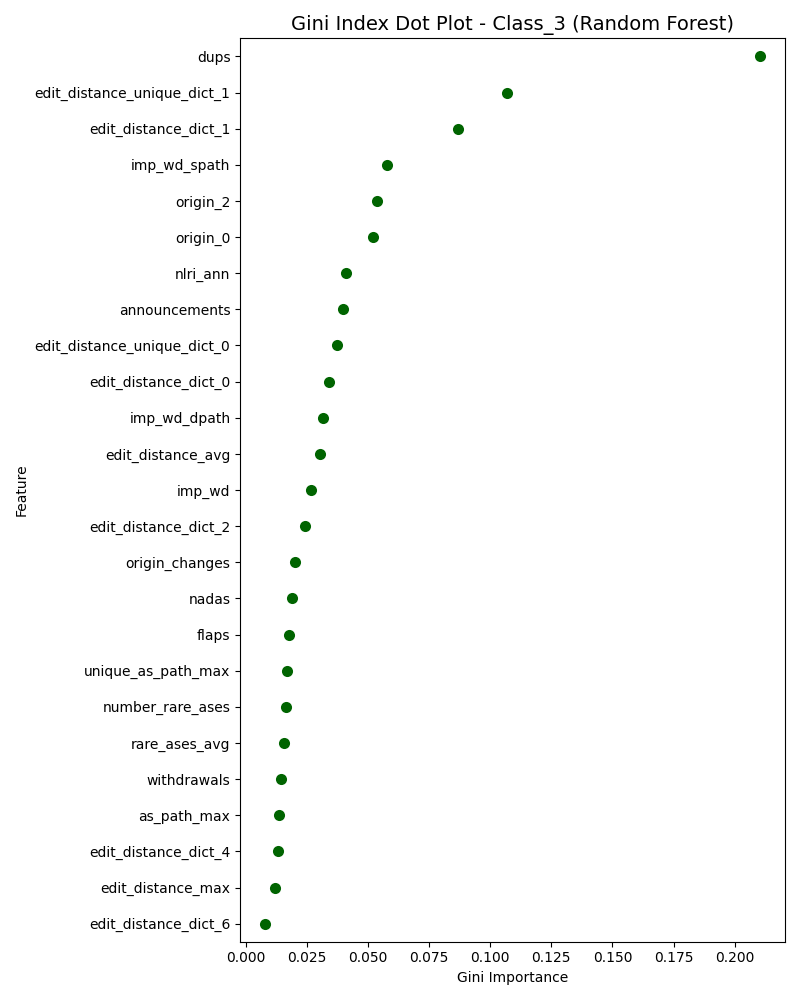 Gini Index Dot Plot - Class_3 (Random Forest)
dups
edit_distance_unique_dict_1
edit_distance_dict_1
imp_wd_spath
origin_2
origin_0
nlri_ann
announcements
edit_distance_unique_dict_0
edit_distance_dict_0
imp_wd_dpath
edit_distance_avg
imp_wd
edit_distance_dict_2
origin_changes
nadas
flaps
unique_as_path_max
number_rare_ases
rare_ases_avg
withdrawals
as_path_max
edit_distance_dict_4
edit_distance_max
edit_distance_dict_6
Feature
0.000 0.025 0.050 0.075 0.100 0.125 0.150 0.175 0.200
Gini Importance